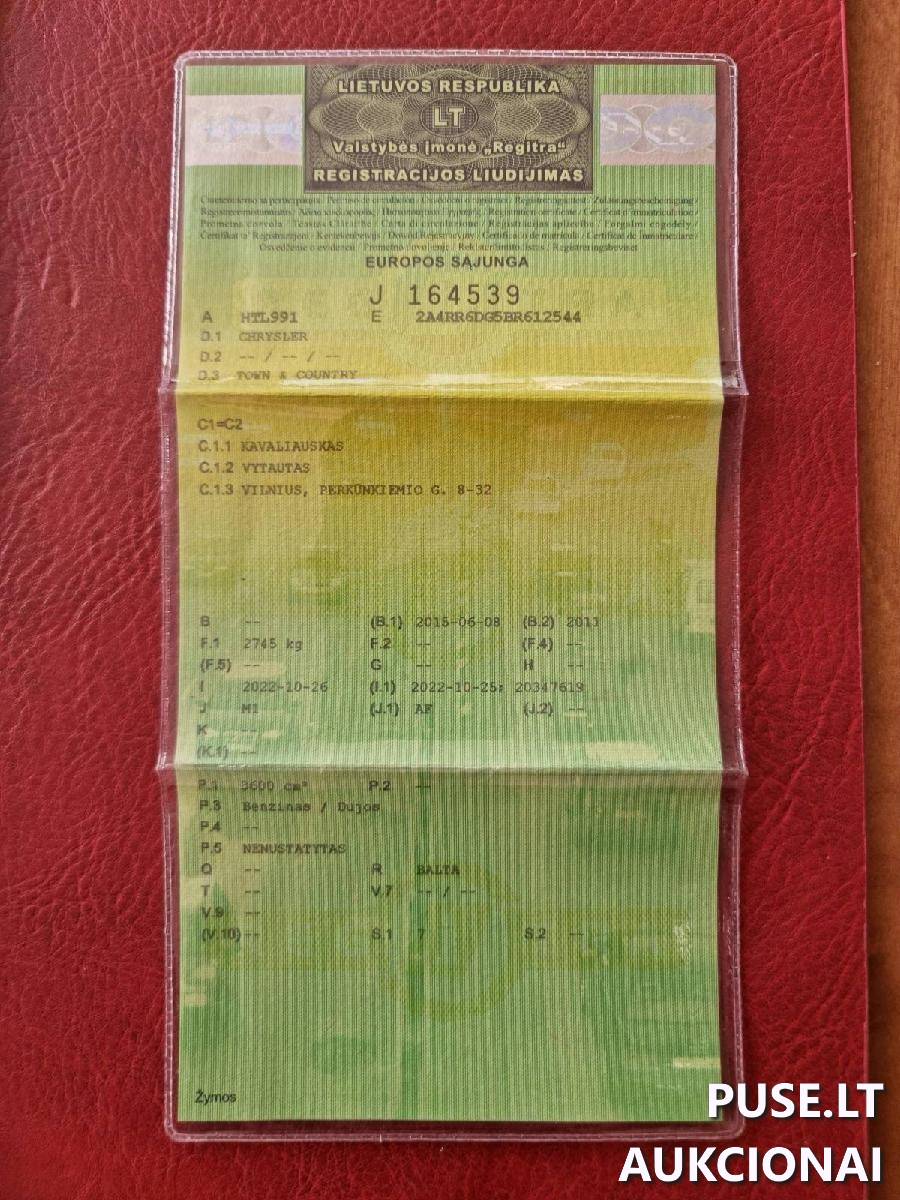 LIETUVOS RESPUBLIKA
LT
Valstybės įmonė „Regitra“
REGISTRACIJOS LIUDIJIMAS
EUROPOS SĄJUNGA
J 164539
A HTL991 E 2A4RR6DG5BR612544
D.1 CHRYSLER
D.2 -- / -- / --
D.3 TOWN & COUNTRY
C1=C2
C.1.1 KAVALIAUSKAS
C.1.2 VYTAUTAS
C.1.3 VILNIUS, PERKŪNKIEMIO G. 8-32
B -- (B.1) 2015-06-08 (B.2) 2011
F.1 2745 kg F.2 -- (F.4) --
(F.5) -- G -- H --
I 2022-10-26 (I.1) 2022-10-25; 20347619
J M1 (J.1) AF (J.2) --
K --
(K.1) --
P.1 3600 cm³ P.2 --
P.3 Benzinas / Dujos
P.4 --
P.5 NENUSTATYTAS
Q -- R BALTA
T -- V.7 -- / --
V.9 --
(V.10) -- S.1 7 S.2 --
Žymos
PUSE.LT
AUKCIONAI